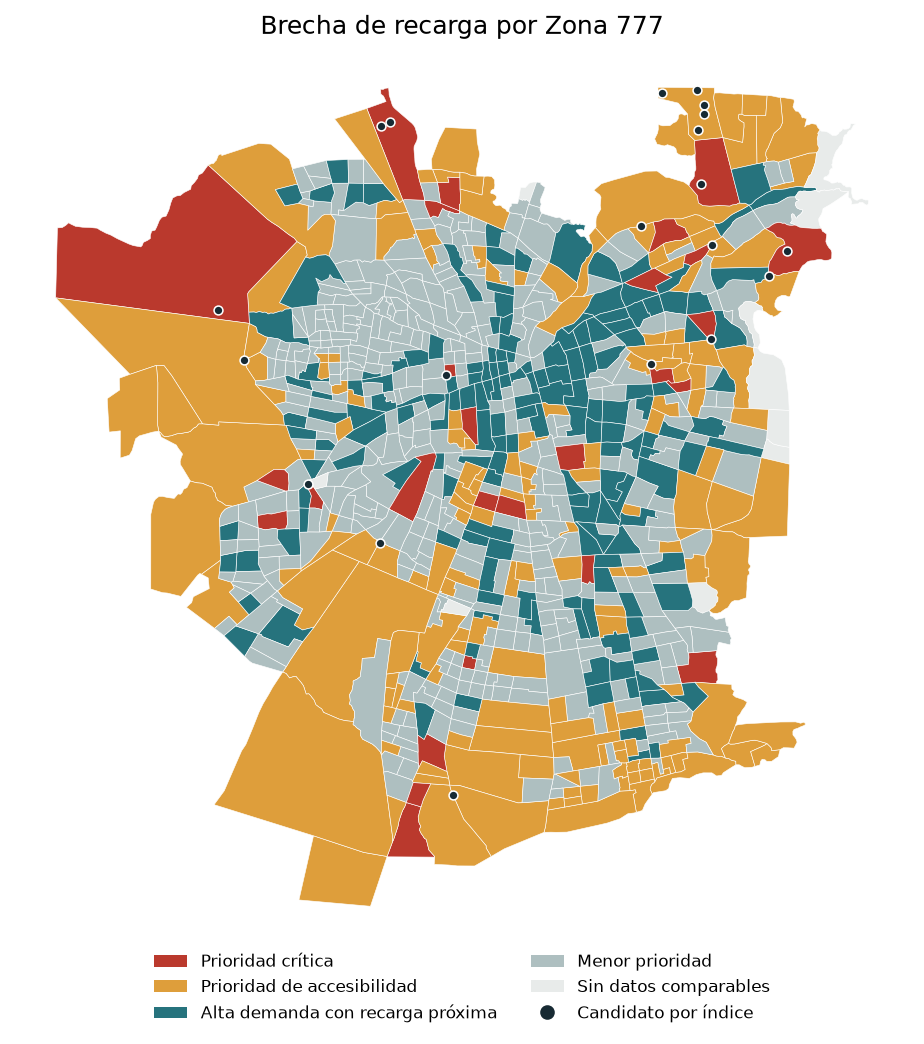 Brecha de recarga por Zona 777
Prioridad crítica
Prioridad de accesibilidad
Alta demanda con recarga próxima
Menor prioridad
Sin datos comparables
Candidato por índice